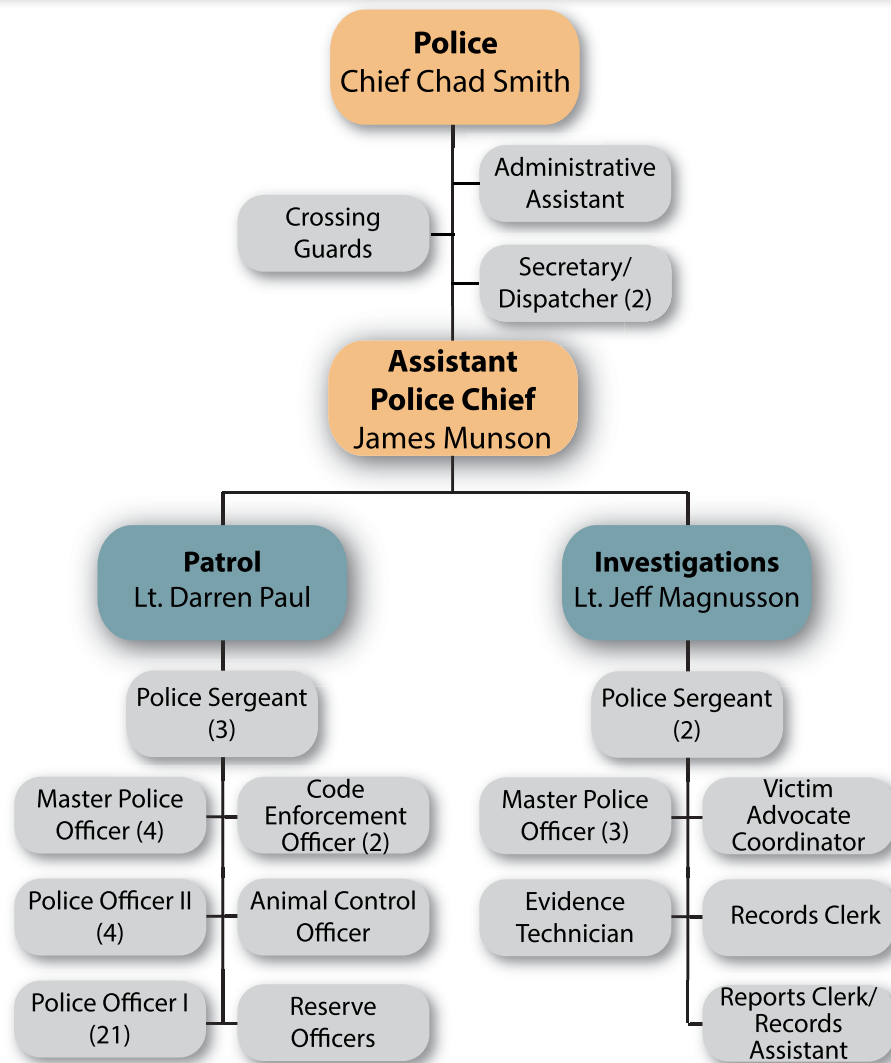 Police
Chief Chad Smith
Administrative
Assistant
Crossing
Guards
Secretary/
Dispatcher (2)
Assistant
Police Chief
James Munson
Patrol
Lt. Darren Paul
Investigations
Lt. Jeff Magnusson
Police Sergeant
(3)
Police Sergeant
(2)
Master Police
Officer (4)
Code
Enforcement
Officer (2)
Master Police
Officer (3)
Victim
Advocate
Coordinator
Police Officer II
(4)
Animal Control
Officer
Evidence
Technician
Records Clerk
Police Officer I
(21)
Reserve
Officers
Reports Clerk/
Records
Assistant